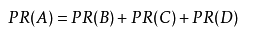 PR(A) = PR(B) + PR(C) + PR(D)